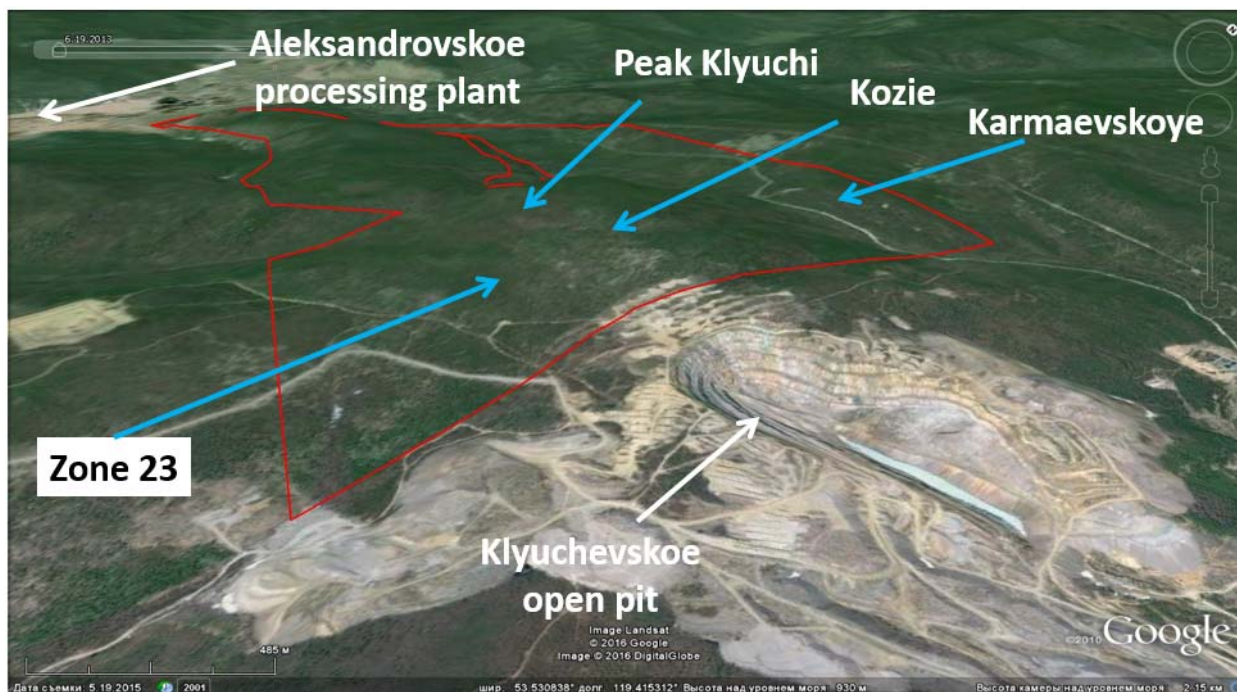 6.19.2013
Aleksandrovskoe
processing plant
Peak Klyuchi
Kozie
Karmaevskoye
Zone 23
Klyuchevskoe
open pit
Image Landsat
© 2016 Google
Image © 2016 DigitalGlobe
©2010 Google
485 м
Дата съемки: 5.19.2015 2001 шир. 53.530838° долг. 119.415312° Высота над уровнем моря 930 м Высота камеры над уровнем моря 2.15 км